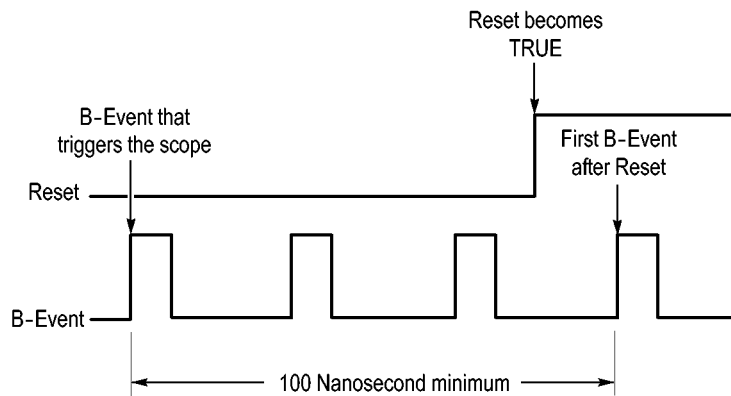 Reset becomes
TRUE
B-Event that
triggers the scope
First B-Event
after Reset
Reset
B-Event
100 Nanosecond minimum